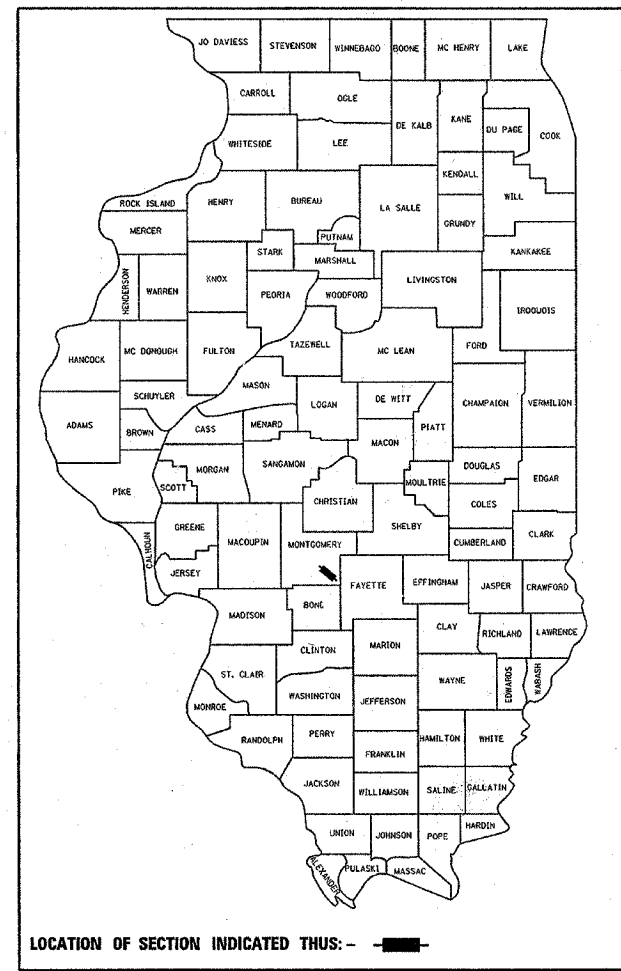 JO DAVIESS
STEVENSON
WINNEBAGO
BOONE
MC HENRY
LAKE
CARROLL
OGLE
DE KALB
KANE
DU PAGE
COOK
WHITESIDE
LEE
KENDALL
WILL
ROCK ISLAND
HENRY
BUREAU
LA SALLE
GRUNDY
MERCER
PUTNAM
STARK
MARSHALL
KANKAKEE
HENDERSON
WARREN
KNOX
PEORIA
WOODFORD
LIVINGSTON
IROQUOIS
HANCOCK
MC DONOUGH
FULTON
TAZEWELL
MC LEAN
FORD
MASON
SCHUYLER
LOGAN
DE WITT
CHAMPAION
VERMILION
ADAMS
BROWN
CASS
MENARD
MACON
PIATT
MORGAN
SANGAMON
DOUGLAS
MOULTRIE
EDGAR
PIKE
SCOTT
CHRISTIAN
COLES
SHELBY
GREENE
MACOUPIN
MONTGOMERY
CUMBERLAND
CLARK
CALHOUN
JERSEY
FAYETTE
EFFINGHAM
JASPER
CRAWFORD
MADISON
BOND
CLAY
RICHLAND
LAWRENCE
CLINTON
MARION
ST. CLAIR
WAYNE
EDWARDS
WABASH
MONROE
WASHINGTON
JEFFERSON
RANDOLPH
PERRY
HAMILTON
WHITE
FRANKLIN
JACKSON
WILLIAMSON
SALINE
GALLATIN
UNION
JOHNSON
POPE
HARDIN
ALEXANDER
PULASKI
MASSAC
LOCATION OF SECTION INDICATED THUS: -